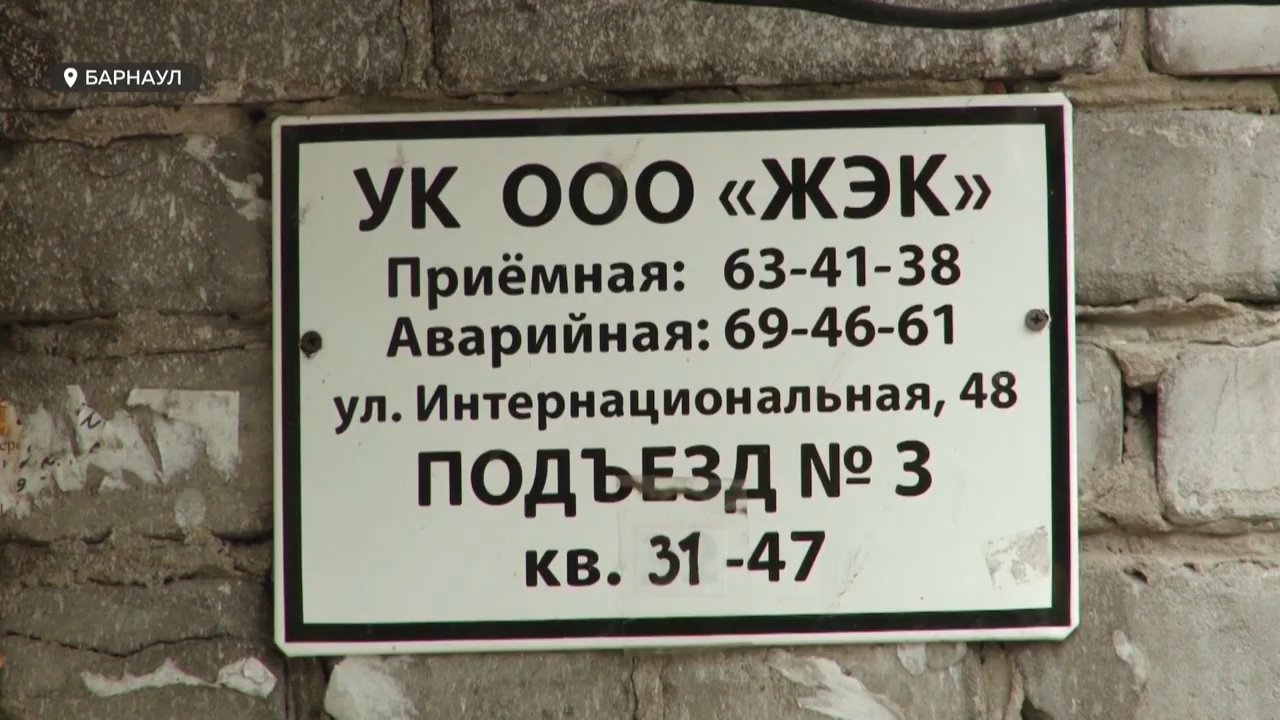 БАРНАУЛ
УК ООО «ЖЭК»
Приёмная: 63-41-38
Аварийная: 69-46-61
ул. Интернациональная, 48
ПОДЪЕЗД № 3
кв. 31 -47